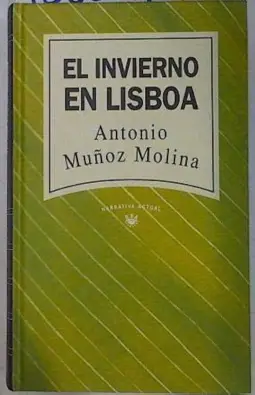 EL INVIERNO
EN LISBOA
Antonio
Muñoz Molina
NARRATIVA ACTUAL